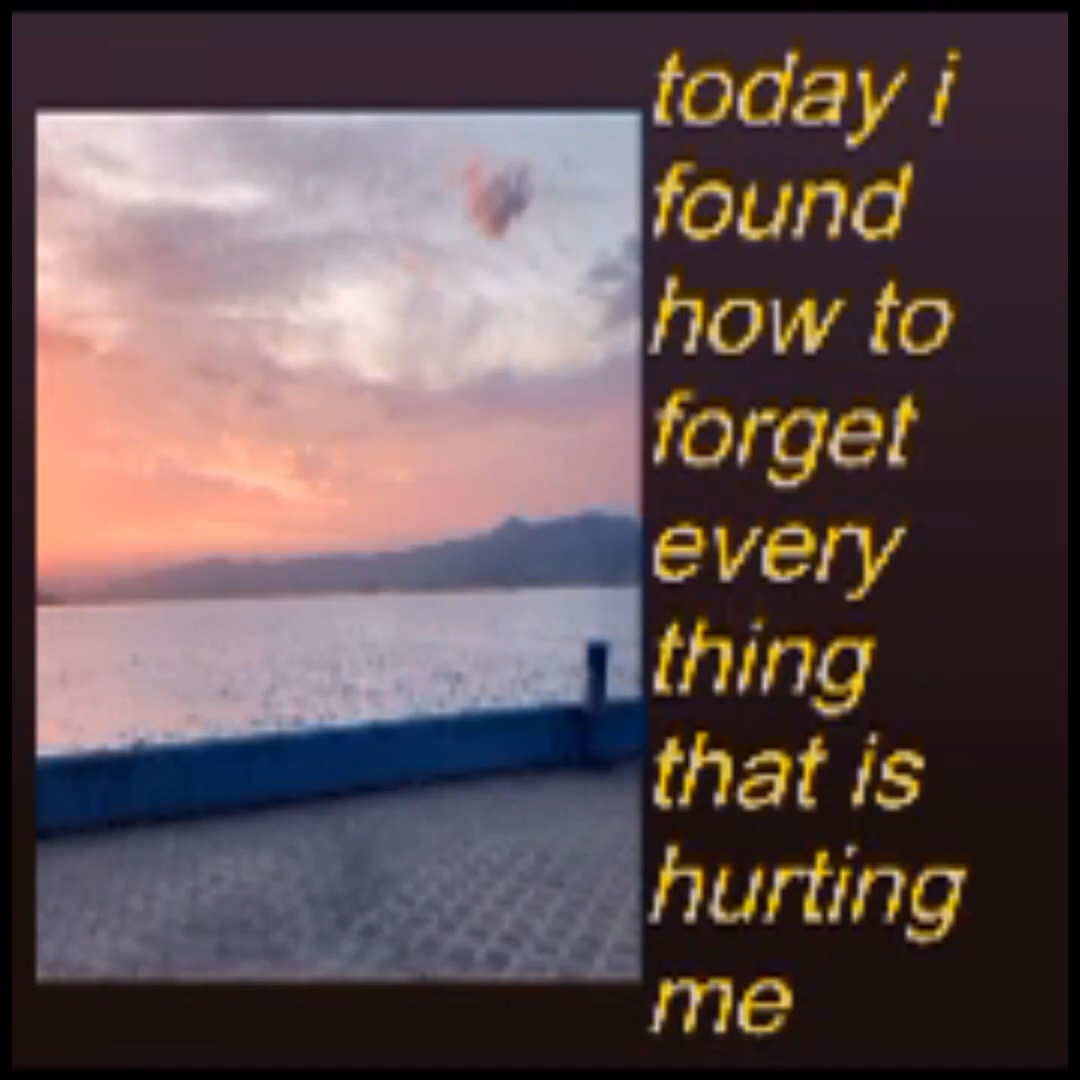 today i
found
how to
forget
every
thing
that is
hurting
me